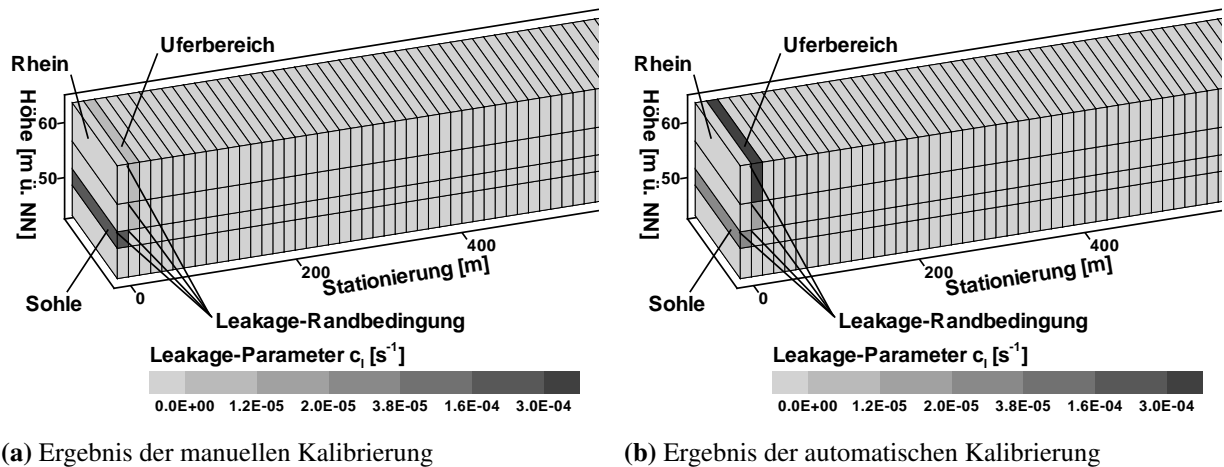 Uferbereich
Rhein
Höhe [m ü. NN]
60
50
400
200
Stationierung [m]
0
Sohle
Leakage-Randbedingung
Leakage-Parameter c_l [s^-1]
0.0E+00 1.2E-05 2.0E-05 3.8E-05 1.6E-04 3.0E-04
(a) Ergebnis der manuellen Kalibrierung
Uferbereich
Rhein
Höhe [m ü. NN]
60
50
400
200
Stationierung [m]
0
Sohle
Leakage-Randbedingung
Leakage-Parameter c_l [s^-1]
0.0E+00 1.2E-05 2.0E-05 3.8E-05 1.6E-04 3.0E-04
(b) Ergebnis der automatischen Kalibrierung